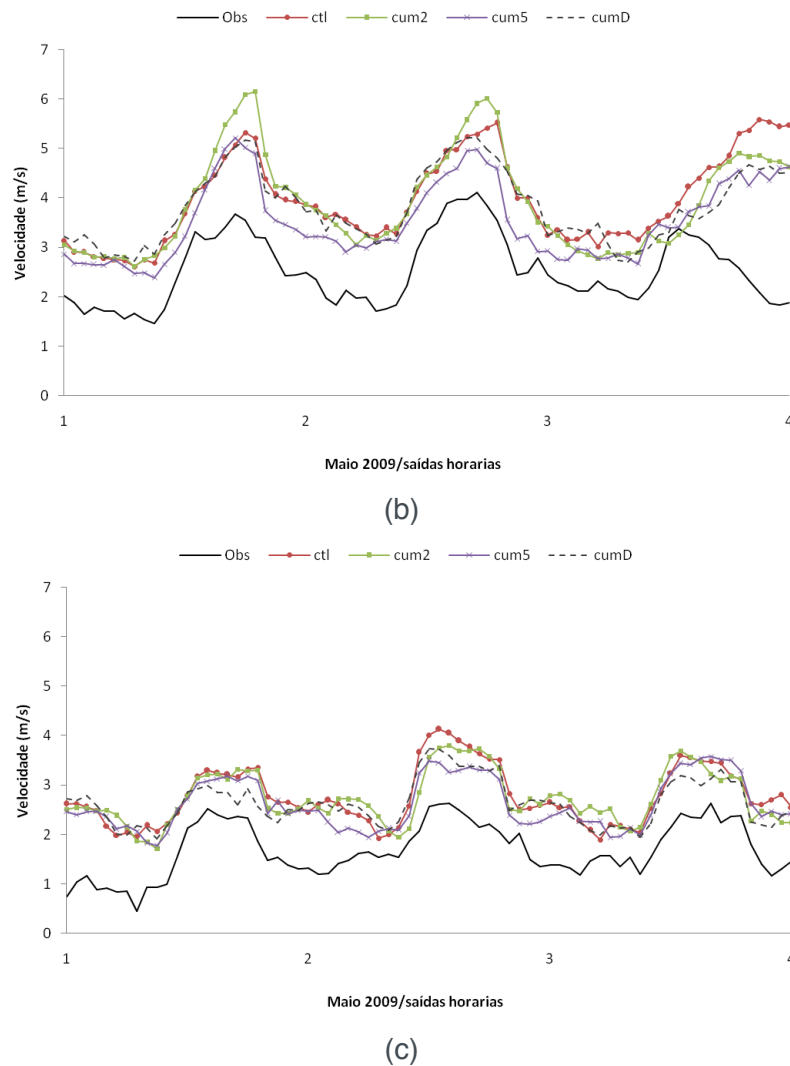 Obs ctl cum2 cum5 cumD
7
6
5
4
3
2
1
0
Velocidade (m/s)
1 2 3 4
Maio 2009/saídas horarias
(b)
Obs ctl cum2 cum5 cumD
7
6
5
4
3
2
1
0
Velocidade (m/s)
1 2 3 4
Maio 2009/saídas horarias
(c)